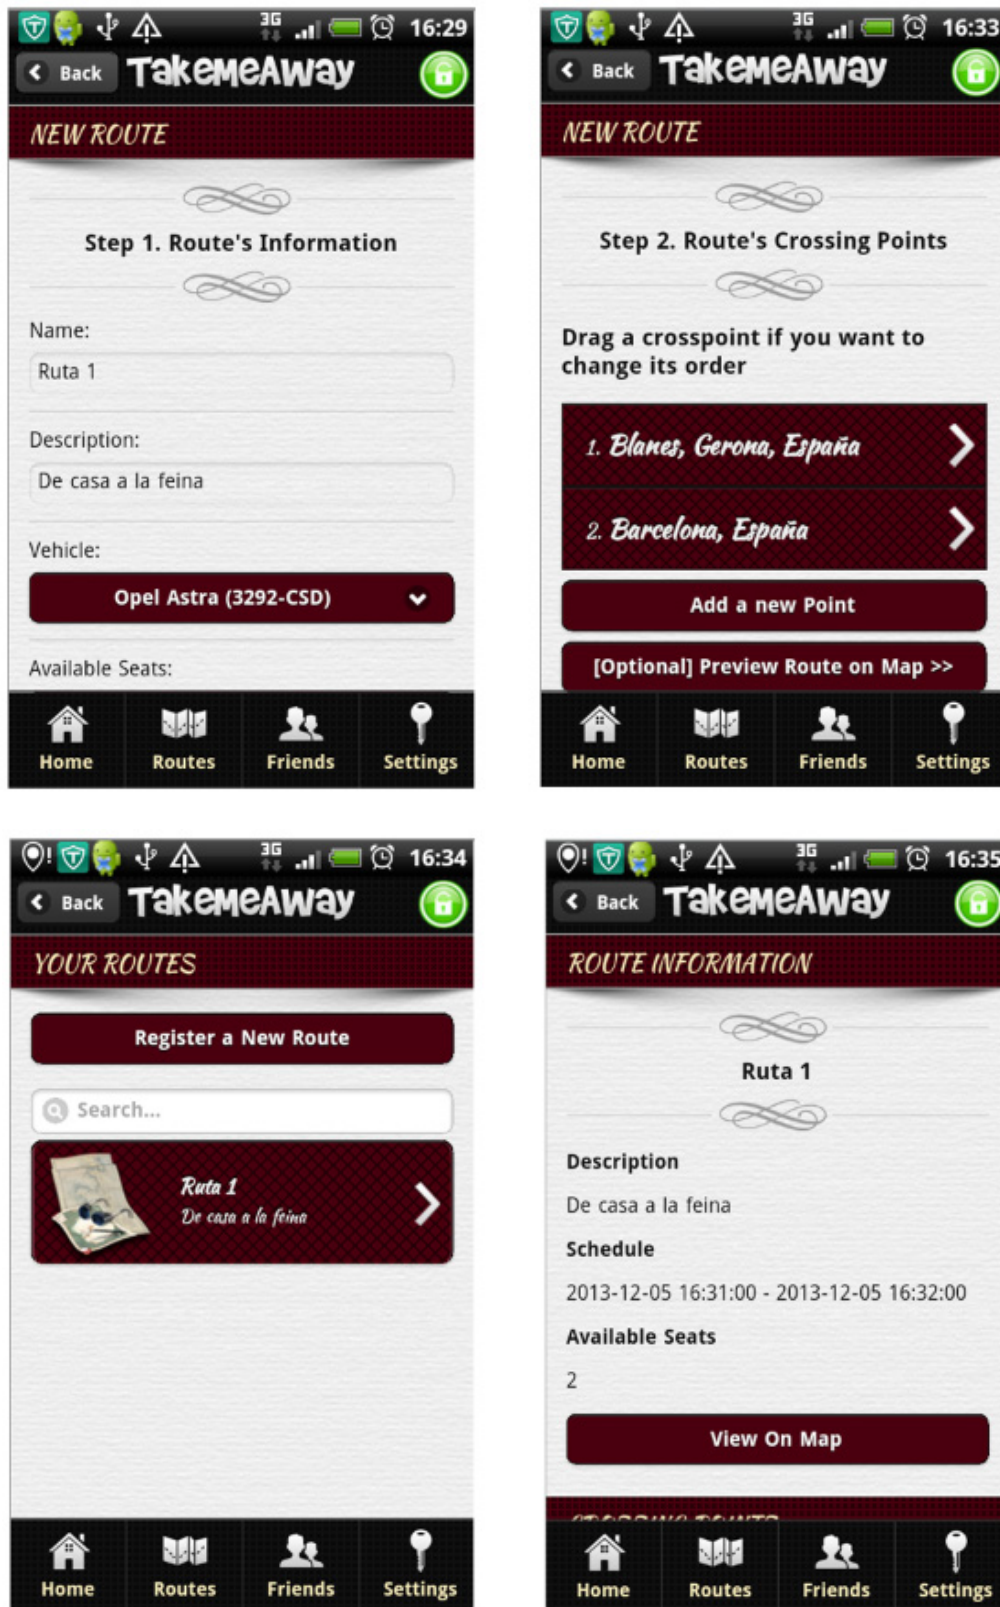 3G 16:29
Back TakemeAway
NEW ROUTE
Step 1. Route's Information
Name:
Ruta 1
Description:
De casa a la feina
Vehicle:
Opel Astra (3292-CSD)
Available Seats:
Home Routes Friends Settings
3G 16:33
Back TakemeAway
NEW ROUTE
Step 2. Route's Crossing Points
Drag a crosspoint if you want to
change its order
1. Blanes, Gerona, España
2. Barcelona, España
Add a new Point
[Optional] Preview Route on Map >>
Home Routes Friends Settings
3G 16:34
Back TakemeAway
YOUR ROUTES
Register a New Route
Search...
Ruta 1
De casa a la feina
Home Routes Friends Settings
3G 16:35
Back TakemeAway
ROUTE INFORMATION
Ruta 1
Description
De casa a la feina
Schedule
2013-12-05 16:31:00 - 2013-12-05 16:32:00
Available Seats
2
View On Map
CROSSING POINTS
Home Routes Friends Settings